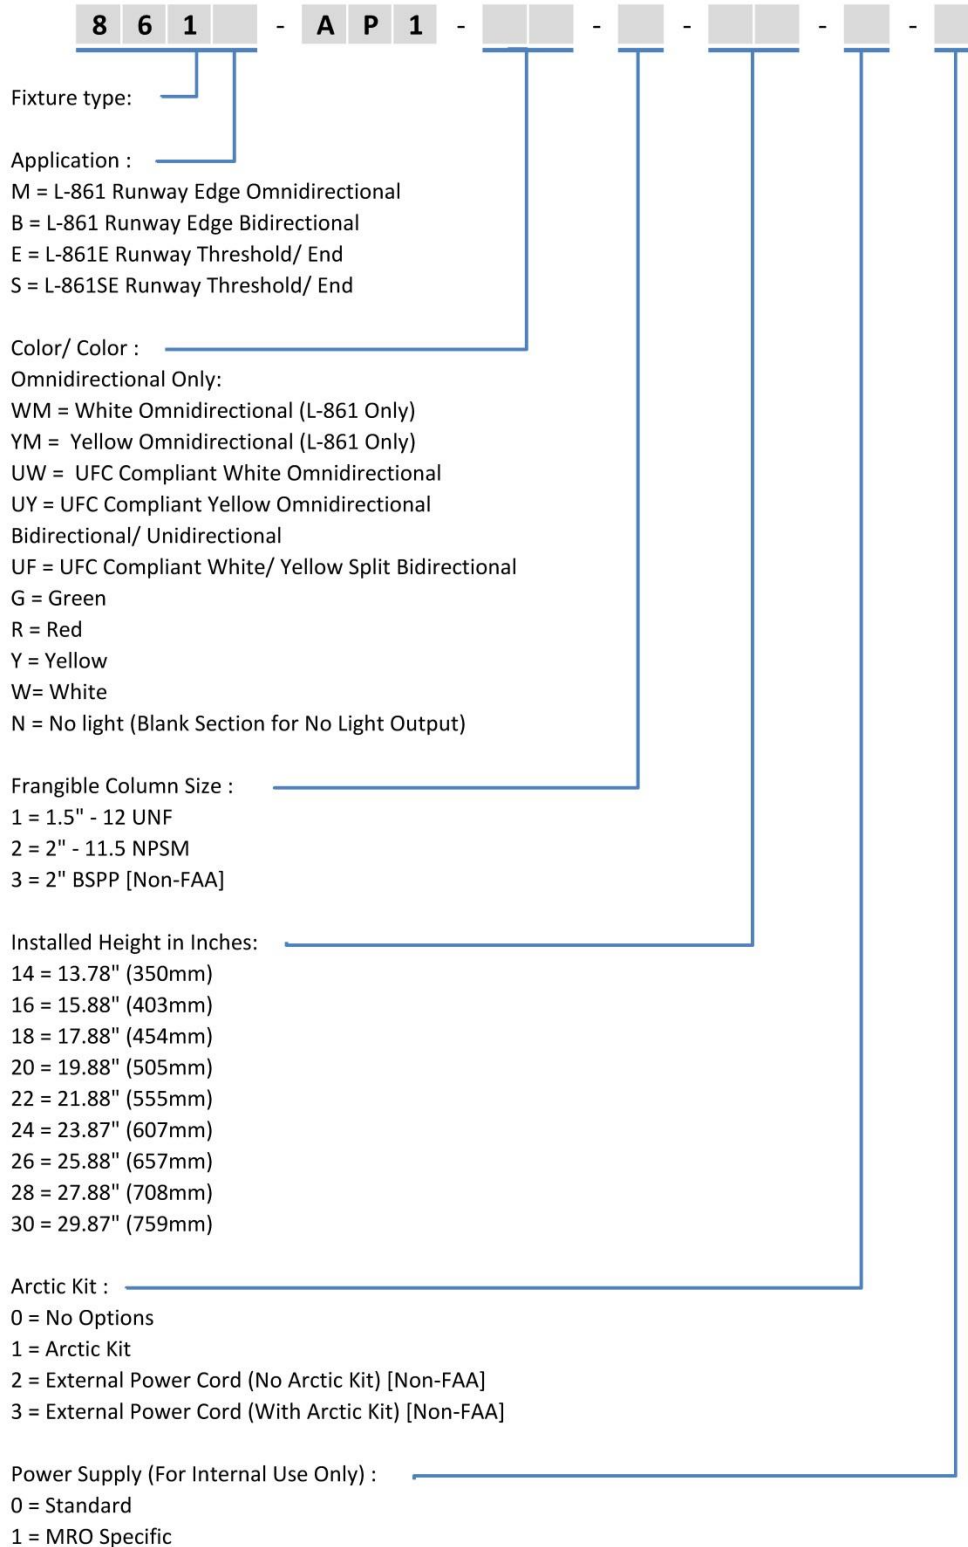 8 6 1 - A P 1 - - - - -
Fixture type:
Application :
M = L-861 Runway Edge Omnidirectional
B = L-861 Runway Edge Bidirectional
E = L-861E Runway Threshold/ End
S = L-861SE Runway Threshold/ End
Color/ Color :
Omnidirectional Only:
WM = White Omnidirectional (L-861 Only)
YM = Yellow Omnidirectional (L-861 Only)
UW = UFC Compliant White Omnidirectional
UY = UFC Compliant Yellow Omnidirectional
Bidirectional/ Unidirectional
UF = UFC Compliant White/ Yellow Split Bidirectional
G = Green
R = Red
Y = Yellow
W= White
N = No light (Blank Section for No Light Output)
Frangible Column Size :
1 = 1.5" - 12 UNF
2 = 2" - 11.5 NPSM
3 = 2" BSPP [Non-FAA]
Installed Height in Inches:
14 = 13.78" (350mm)
16 = 15.88" (403mm)
18 = 17.88" (454mm)
20 = 19.88" (505mm)
22 = 21.88" (555mm)
24 = 23.87" (607mm)
26 = 25.88" (657mm)
28 = 27.88" (708mm)
30 = 29.87" (759mm)
Arctic Kit :
0 = No Options
1 = Arctic Kit
2 = External Power Cord (No Arctic Kit) [Non-FAA]
3 = External Power Cord (With Arctic Kit) [Non-FAA]
Power Supply (For Internal Use Only) :
0 = Standard
1 = MRO Specific